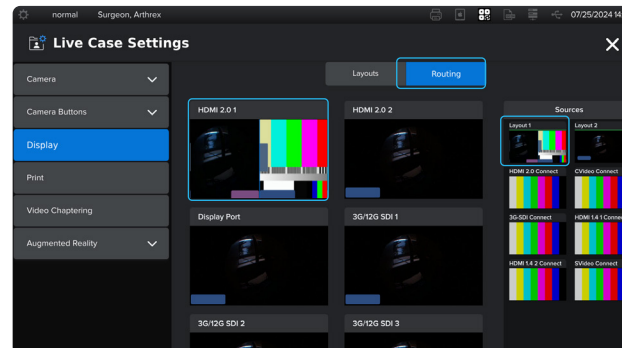 normal Surgeon, Arthrex 07/25/2024 14
Live Case Settings
Layouts Routing
Camera
Camera Buttons
Display
Print
Video Chaptering
Augmented Reality
HDMI 2.0 1 HDMI 2.0 2
Display Port 3G/12G SDI 1
3G/12G SDI 2 3G/12G SDI 3
Sources
Layout 1 Layout 2
HDMI 2.0 Connect CVideo Connect
3G-SDI Connect HDMI 1.4 1 Connec
HDMI 1.4 2 Connect SVideo Connect